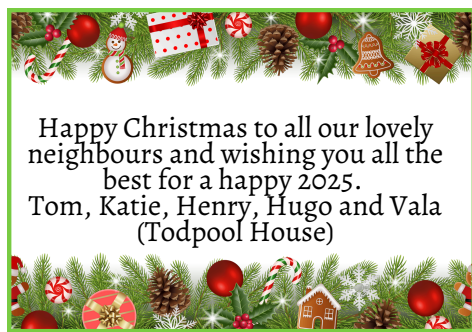 Happy Christmas to all our lovely
neighbours and wishing you all the
best for a happy 2025.
Tom, Katie, Henry, Hugo and Vala
(Todpool House)